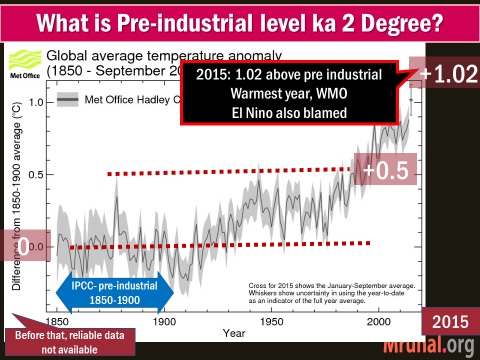 What is Pre-industrial level ka 2 Degree?
Met Office
Global average temperature anomaly
(1850 - September 20
2015: 1.02 above pre industrial
Warmest year, WMO
El Nino also blamed
+1.02
Met Office Hadley C
Difference from 1850-1900 average (°C)
1.0
0.5
0.0
+0.5
0
IPCC- pre-industrial
1850-1900
Cross for 2015 shows the January-September average.
Whiskers show uncertainty in using the year-to-date
as an indicator of the full year average.
1850
1900
1950
2000
Year
2015
Before that, reliable data
not available
Mrunal.org